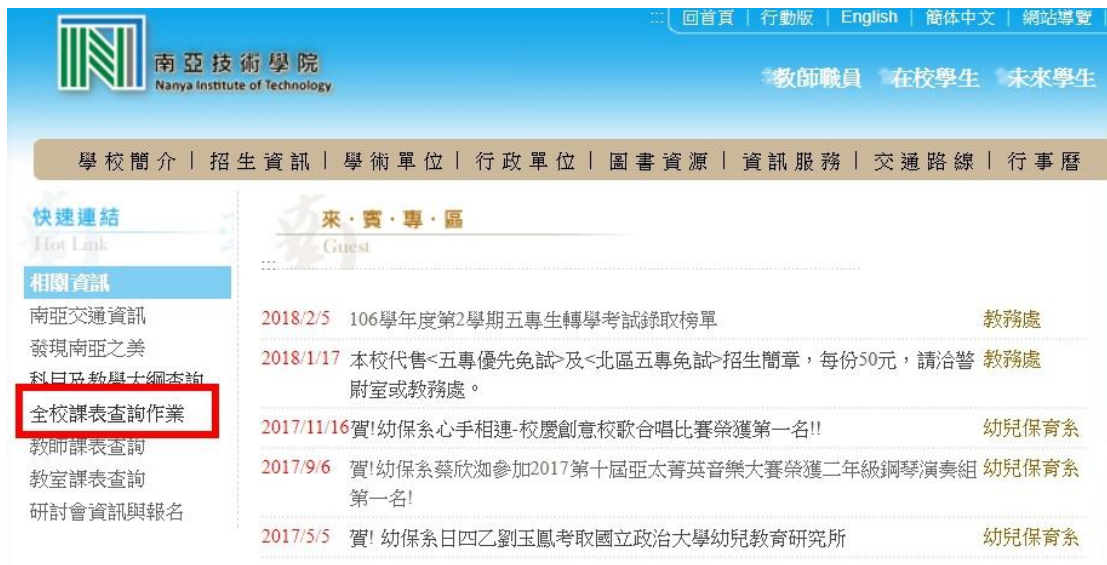 ::: 回首頁 | 行動版 | English | 簡体中文 | 網站導覽 |
南亞技術學院
Nanya Institute of Technology
教師職員 在校學生 未來學生
學校簡介 | 招生資訊 | 學術單位 | 行政單位 | 圖書資源 | 資訊服務 | 交通路線 | 行事曆
快速連結
Hot Link
來・賓・專・區
Guest
:::
相關資訊
南亞交通資訊
發現南亞之美
科目及教學大綱查詢
全校課表查詢作業
教師課表查詢
教室課表查詢
研討會資訊與報名
2018/2/5 106學年度第2學期五專生轉學考試錄取榜單 教務處
2018/1/17 本校代售<五專優先免試>及<北區五專免試>招生簡章，每份50元，請洽警 教務處
尉室或教務處。
2017/11/16賀!幼保系心手相連-校慶創意校歌合唱比賽榮獲第一名!! 幼兒保育系
2017/9/6 賀!幼保系蔡欣洳參加2017第十屆亞太菁英音樂大賽榮獲二年級鋼琴演奏組 幼兒保育系
第一名!
2017/5/5 賀! 幼保系日四乙劉玉鳳考取國立政治大學幼兒教育研究所 幼兒保育系